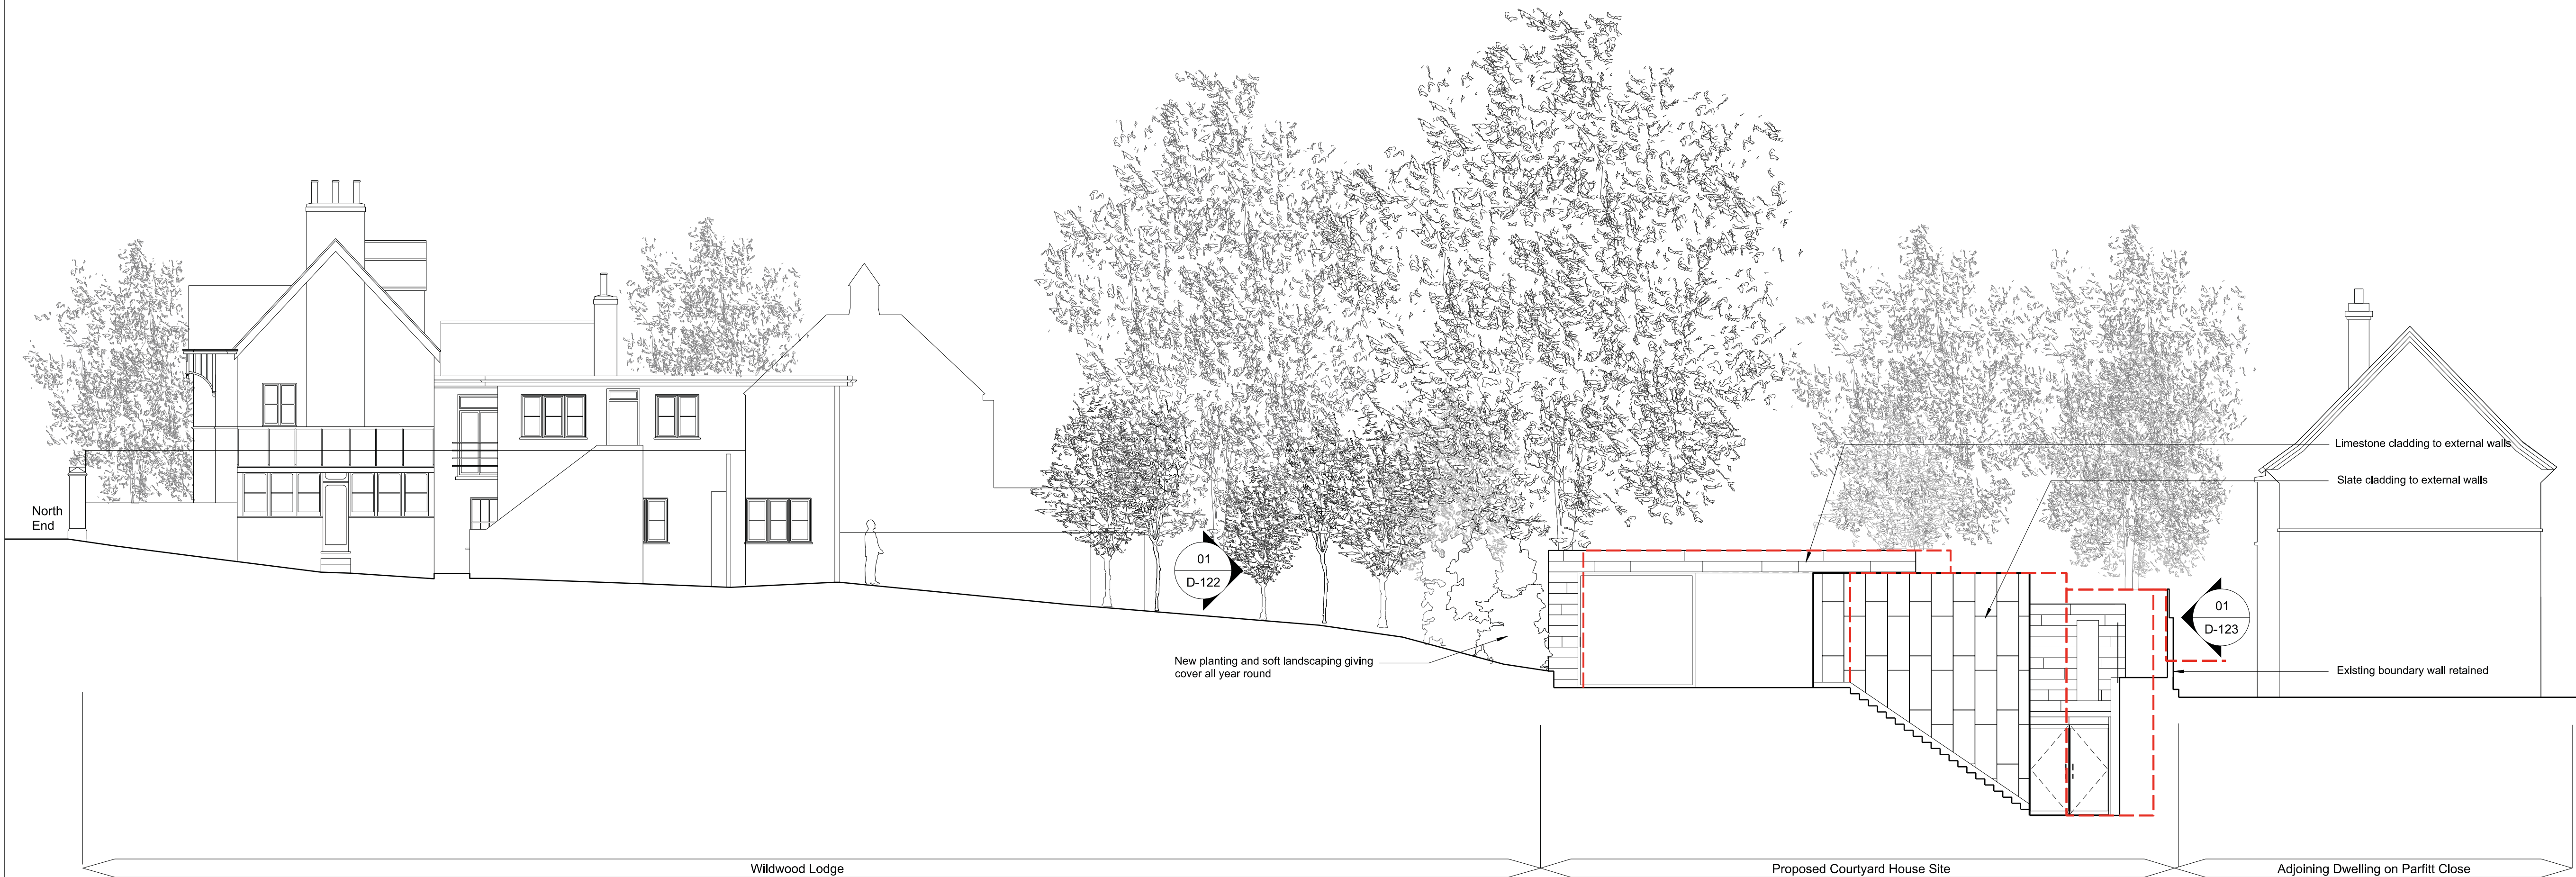 North
End
01
D-122
New planting and soft landscaping giving
cover all year round
Limestone cladding to external walls
Slate cladding to external walls
01
D-123
Existing boundary wall retained
Wildwood Lodge
Proposed Courtyard House Site
Adjoining Dwelling on Parfitt Close